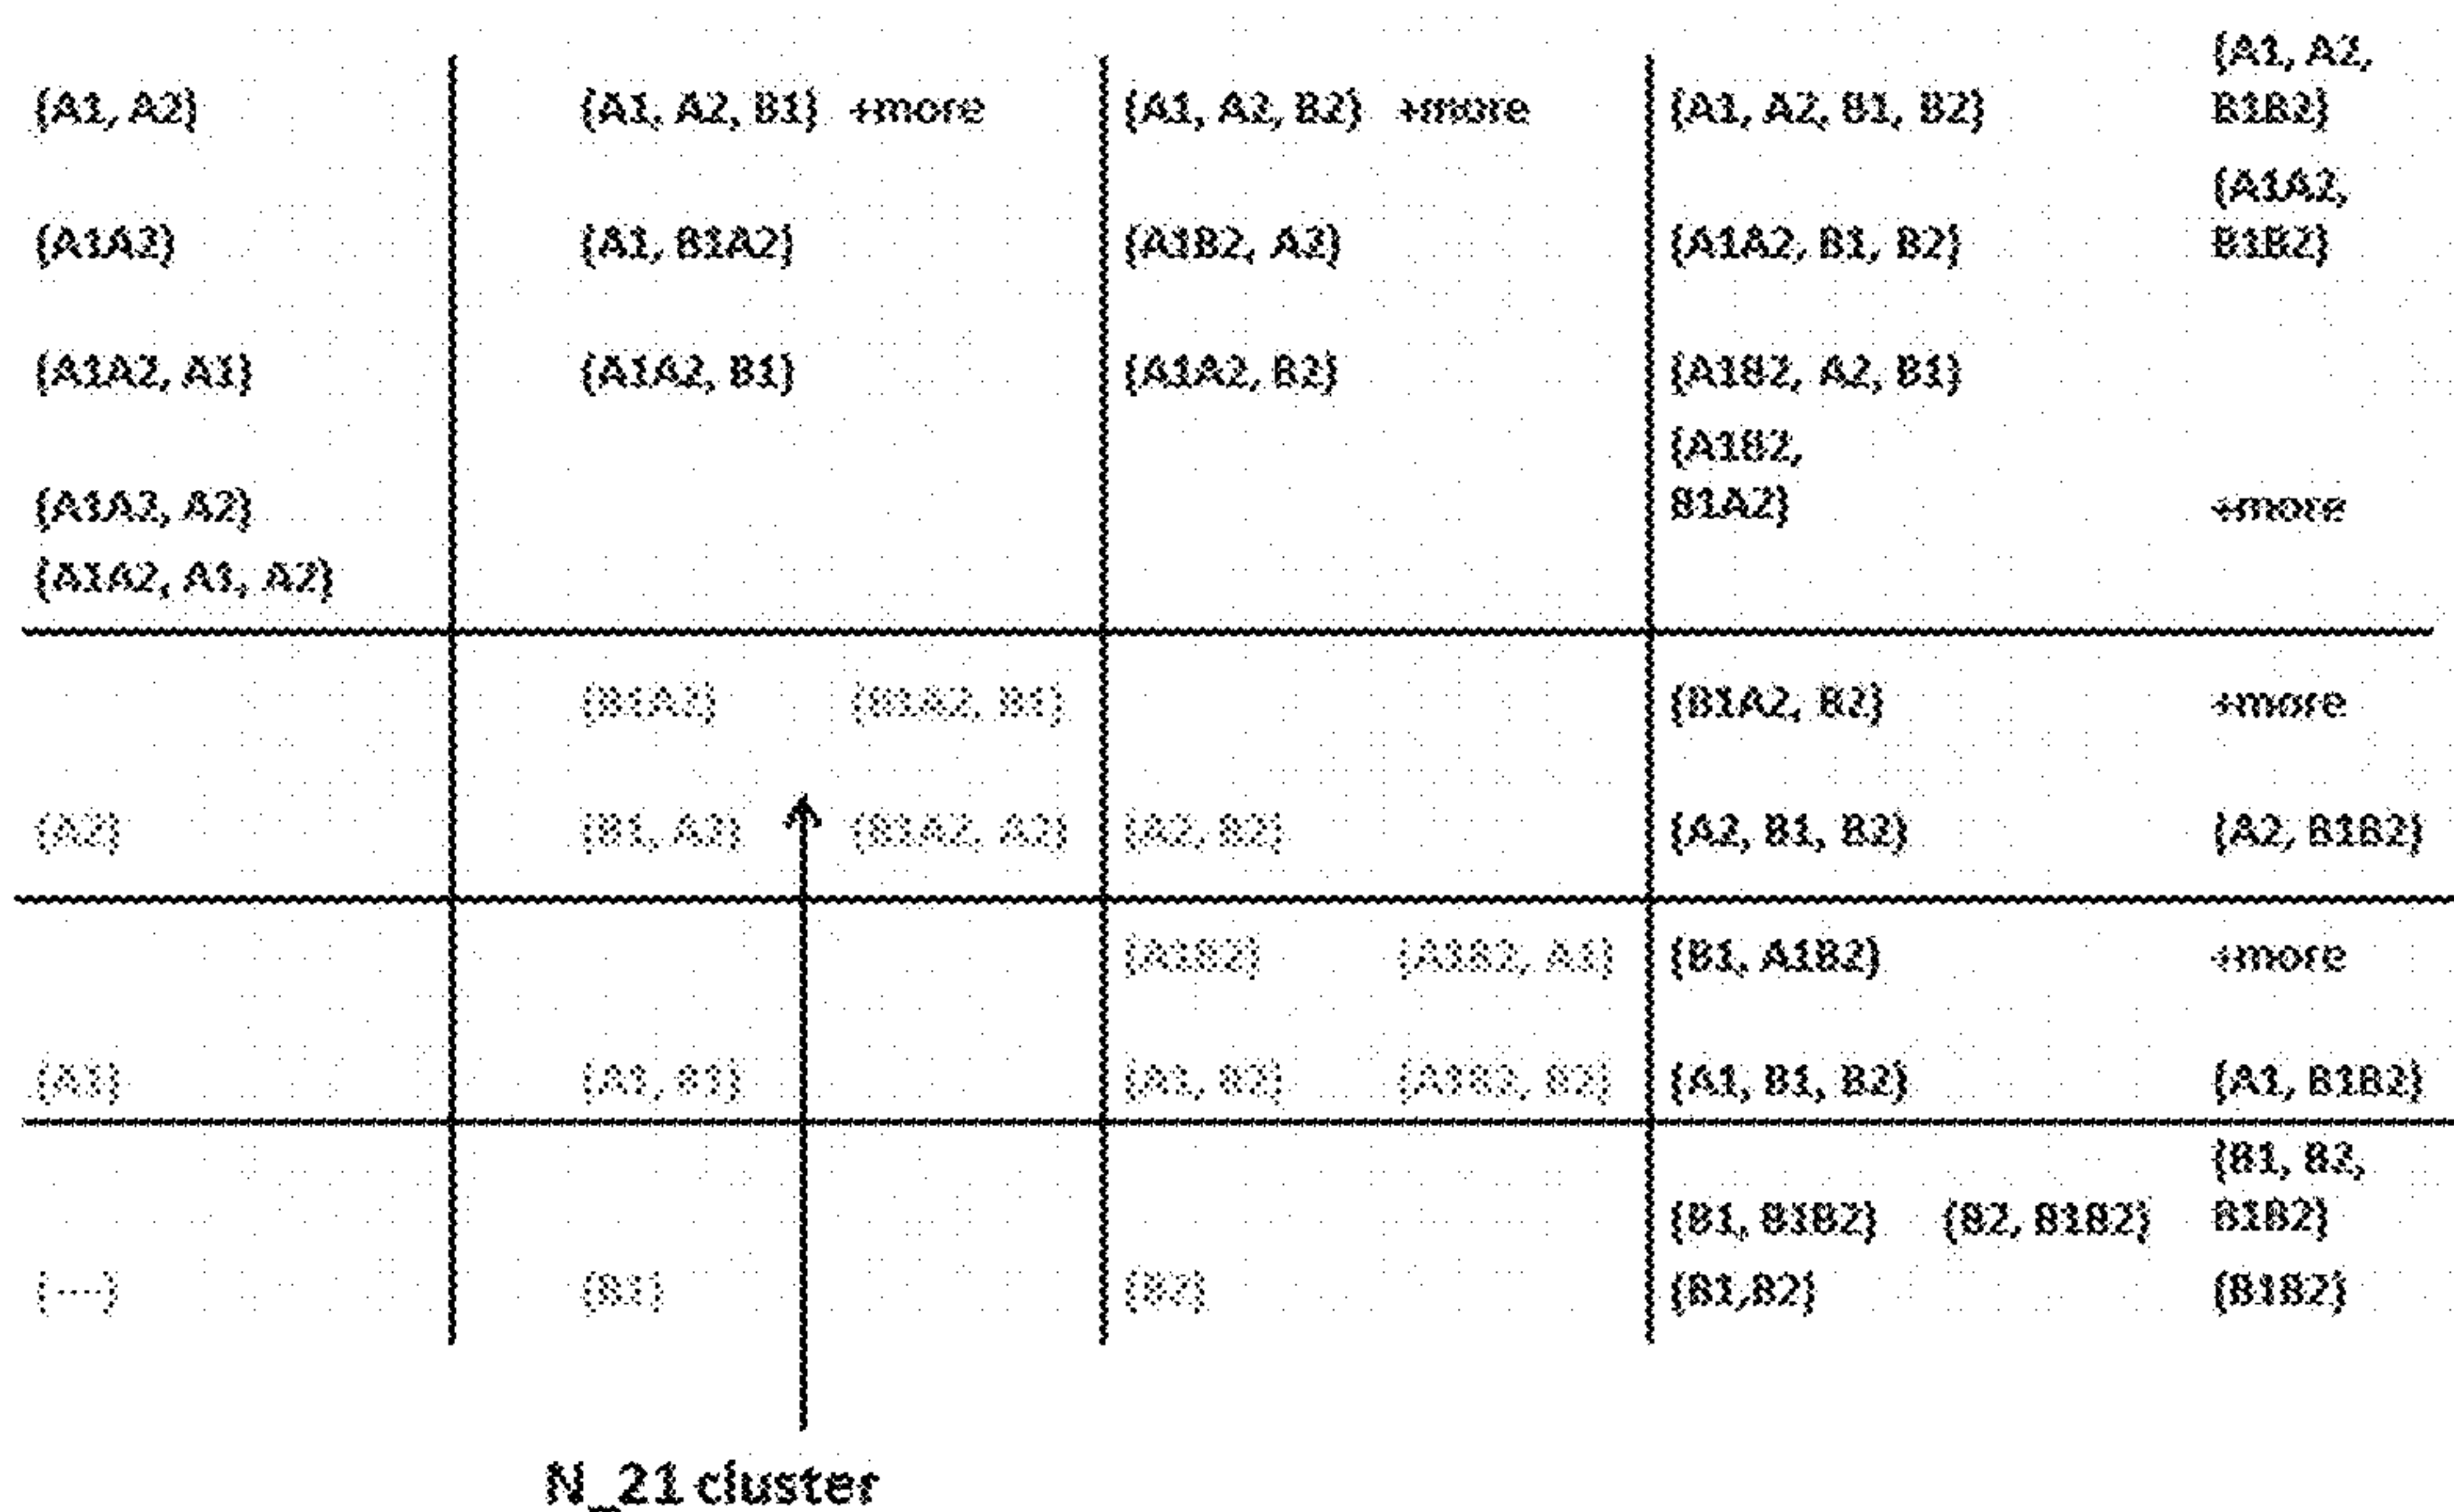 (A1, A2) (A1, A2, B1) +more (A1, A2, B2) +more (A1, A2, B1, B2) (A1, A2,
B1B2)
(A1A2) (A1, B1A2) (A1B2, A2) (A1A2, B1, B2) (A1A2,
B1B2)
(A1A2, A1) (A1A2, B1) (A1A2, B2) (A1B2, A2, B1)
(A1B2,
(A1A2, A2) B1A2) +more
(A1A2, A1, A2)
(B1A2) (B1A2, B1) (B1A2, B2) +more
(A2) (B1, A2) (B1A2, A2) (A2, B2) (A2, B1, B2) (A2, B1B2)
(A1B2) (A1B2, A1) (B1, A1B2) +more
(A1) (A1, B1) (A1, B2) (A1B2, B2) (A1, B1, B2) (A1, B1B2)
(B1, B2,
(B1, B1B2) (B2, B1B2) B1B2)
(---) (B1) (B2) (B1,B2) (B1B2)
N_21 cluster